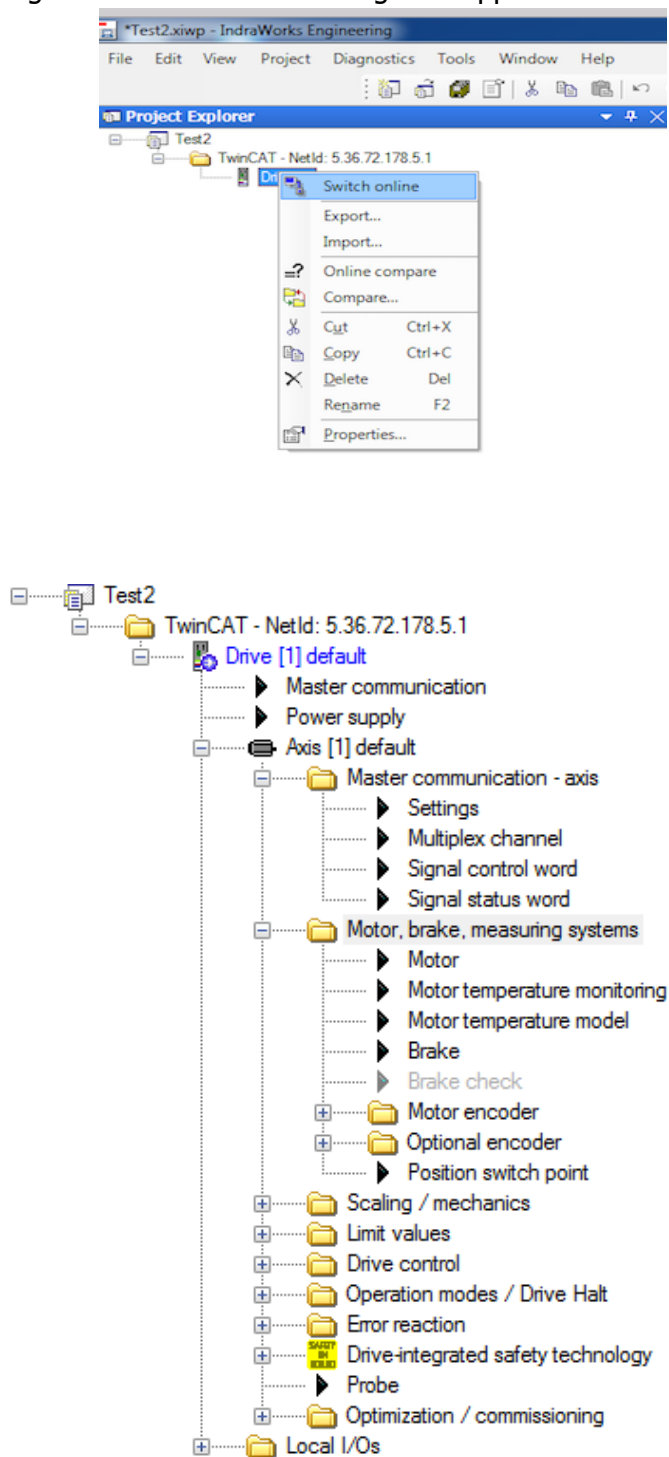 *Test2.xiwp - IndraWorks Engineering
File Edit View Project Diagnostics Tools Window Help
Project Explorer
Test2
TwinCAT - NetId: 5.36.72.178.5.1
Switch online
Export...
Import...
Online compare
Compare...
Cut Ctrl+X
Copy Ctrl+C
Delete Del
Rename F2
Properties...
Test2
TwinCAT - NetId: 5.36.72.178.5.1
Drive [1] default
Master communication
Power supply
Axis [1] default
Master communication - axis
Settings
Multiplex channel
Signal control word
Signal status word
Motor, brake, measuring systems
Motor
Motor temperature monitoring
Motor temperature model
Brake
Brake check
Motor encoder
Optional encoder
Position switch point
Scaling / mechanics
Limit values
Drive control
Operation modes / Drive Halt
Error reaction
Drive-integrated safety technology
Probe
Optimization / commissioning
Local I/Os